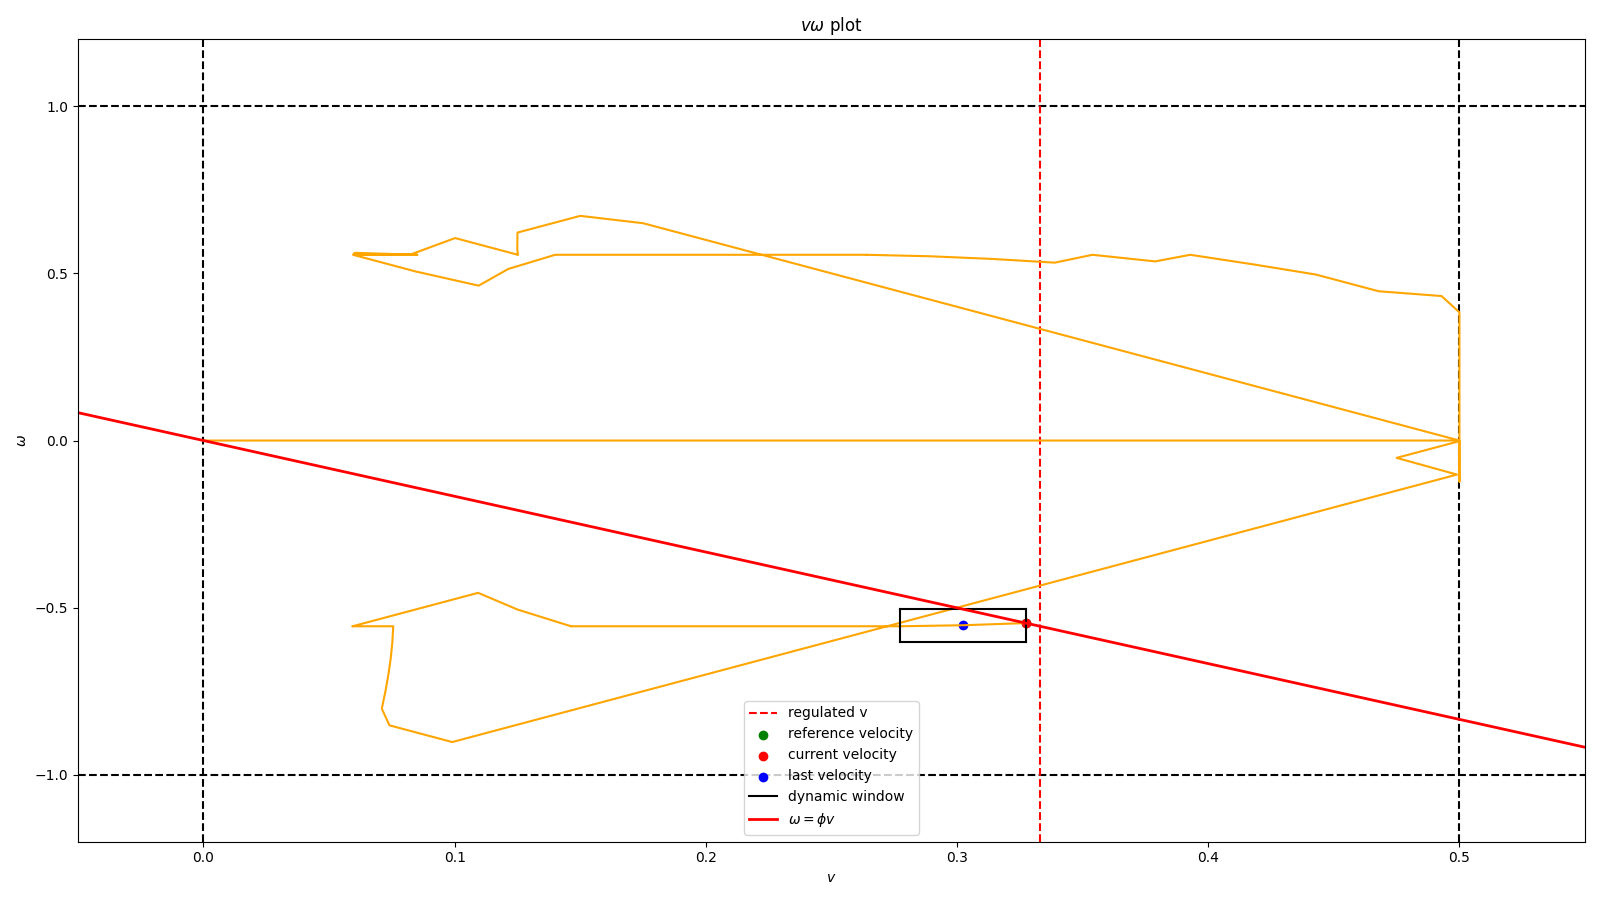 vω plot
1.0
0.5
0.0
−0.5
−1.0
ω
regulated v
reference velocity
current velocity
last velocity
dynamic window
ω = ϕv
0.0 0.1 0.2 0.3 0.4 0.5
v